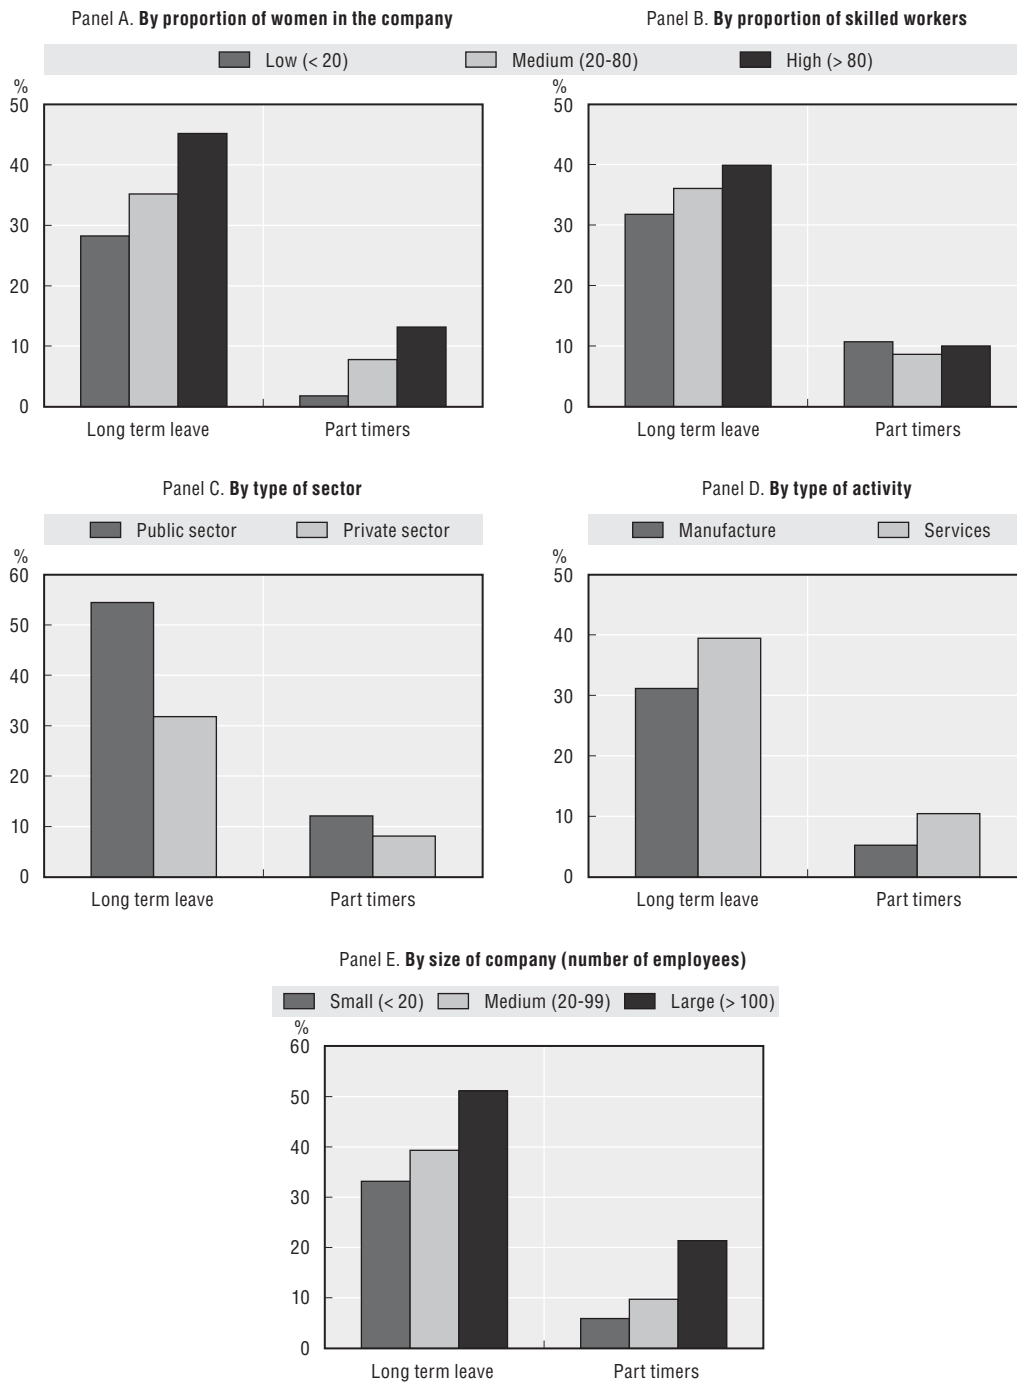 Panel A. By proportion of women in the company
Panel B. By proportion of skilled workers
Low (< 20) Medium (20-80) High (> 80)
%
50
40
30
20
10
0
Long term leave Part timers
%
50
40
30
20
10
0
Long term leave Part timers
Panel C. By type of sector
Public sector Private sector
%
60
50
40
30
20
10
0
Long term leave Part timers
Panel D. By type of activity
Manufacture Services
%
50
40
30
20
10
0
Long term leave Part timers
Panel E. By size of company (number of employees)
Small (< 20) Medium (20-99) Large (> 100)
%
60
50
40
30
20
10
0
Long term leave Part timers